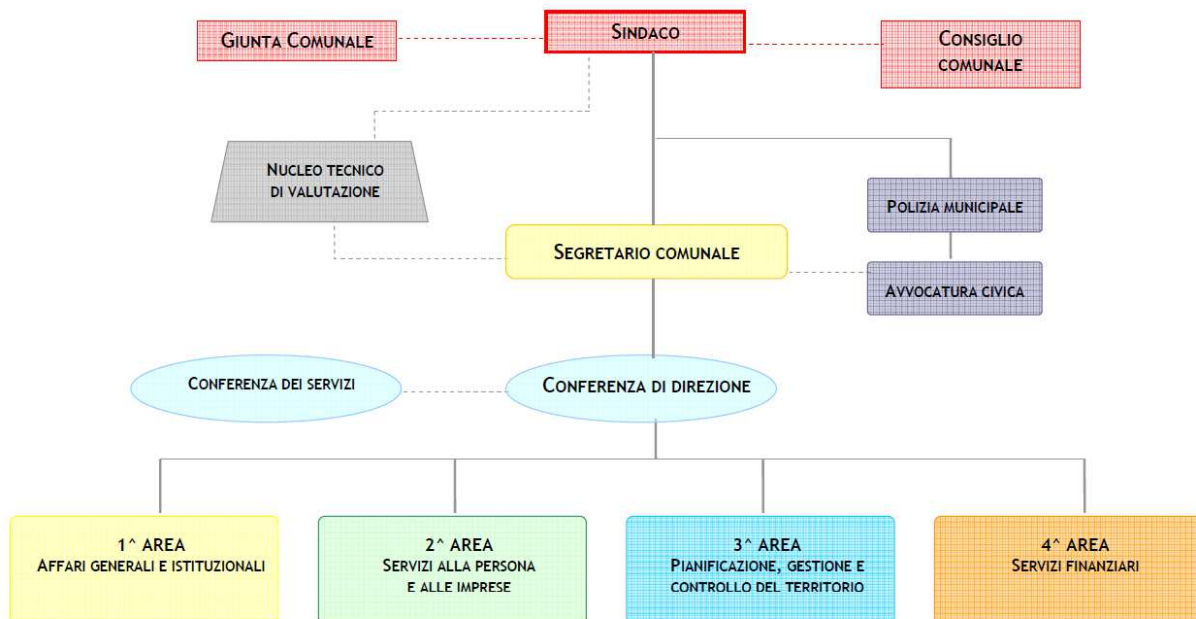 GIUNTA COMUNALE
SINDACO
CONSIGLIO
COMUNALE
NUCLEO TECNICO
DI VALUTAZIONE
POLIZIA MUNICIPALE
SEGRETARIO COMUNALE
AVVOCATURA CIVICA
CONFERENZA DEI SERVIZI
CONFERENZA DI DIREZIONE
1^ AREA
AFFARI GENERALI E ISTITUZIONALI
2^ AREA
SERVIZI ALLA PERSONA
E ALLE IMPRESE
3^ AREA
PIANIFICAZIONE, GESTIONE E
CONTROLLO DEL TERRITORIO
4^ AREA
SERVIZI FINANZIARI